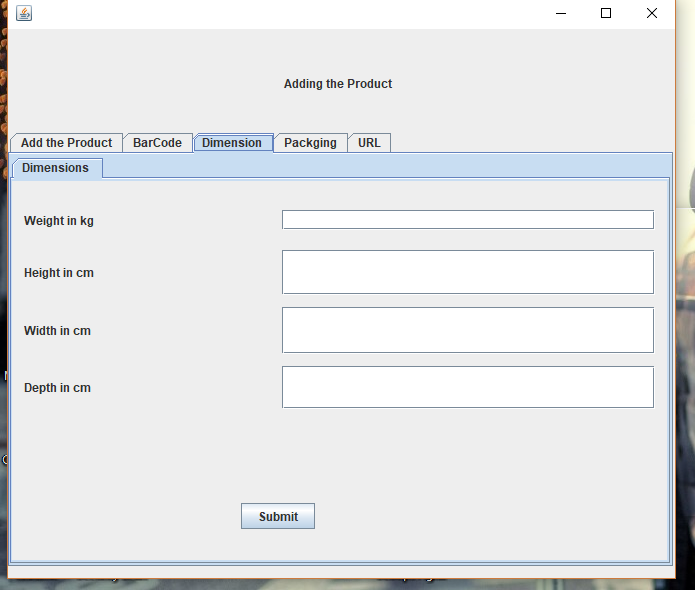 Adding the Product
Add the Product BarCode Dimension Packging URL
Dimensions
Weight in kg
Height in cm
Width in cm
Depth in cm
Submit